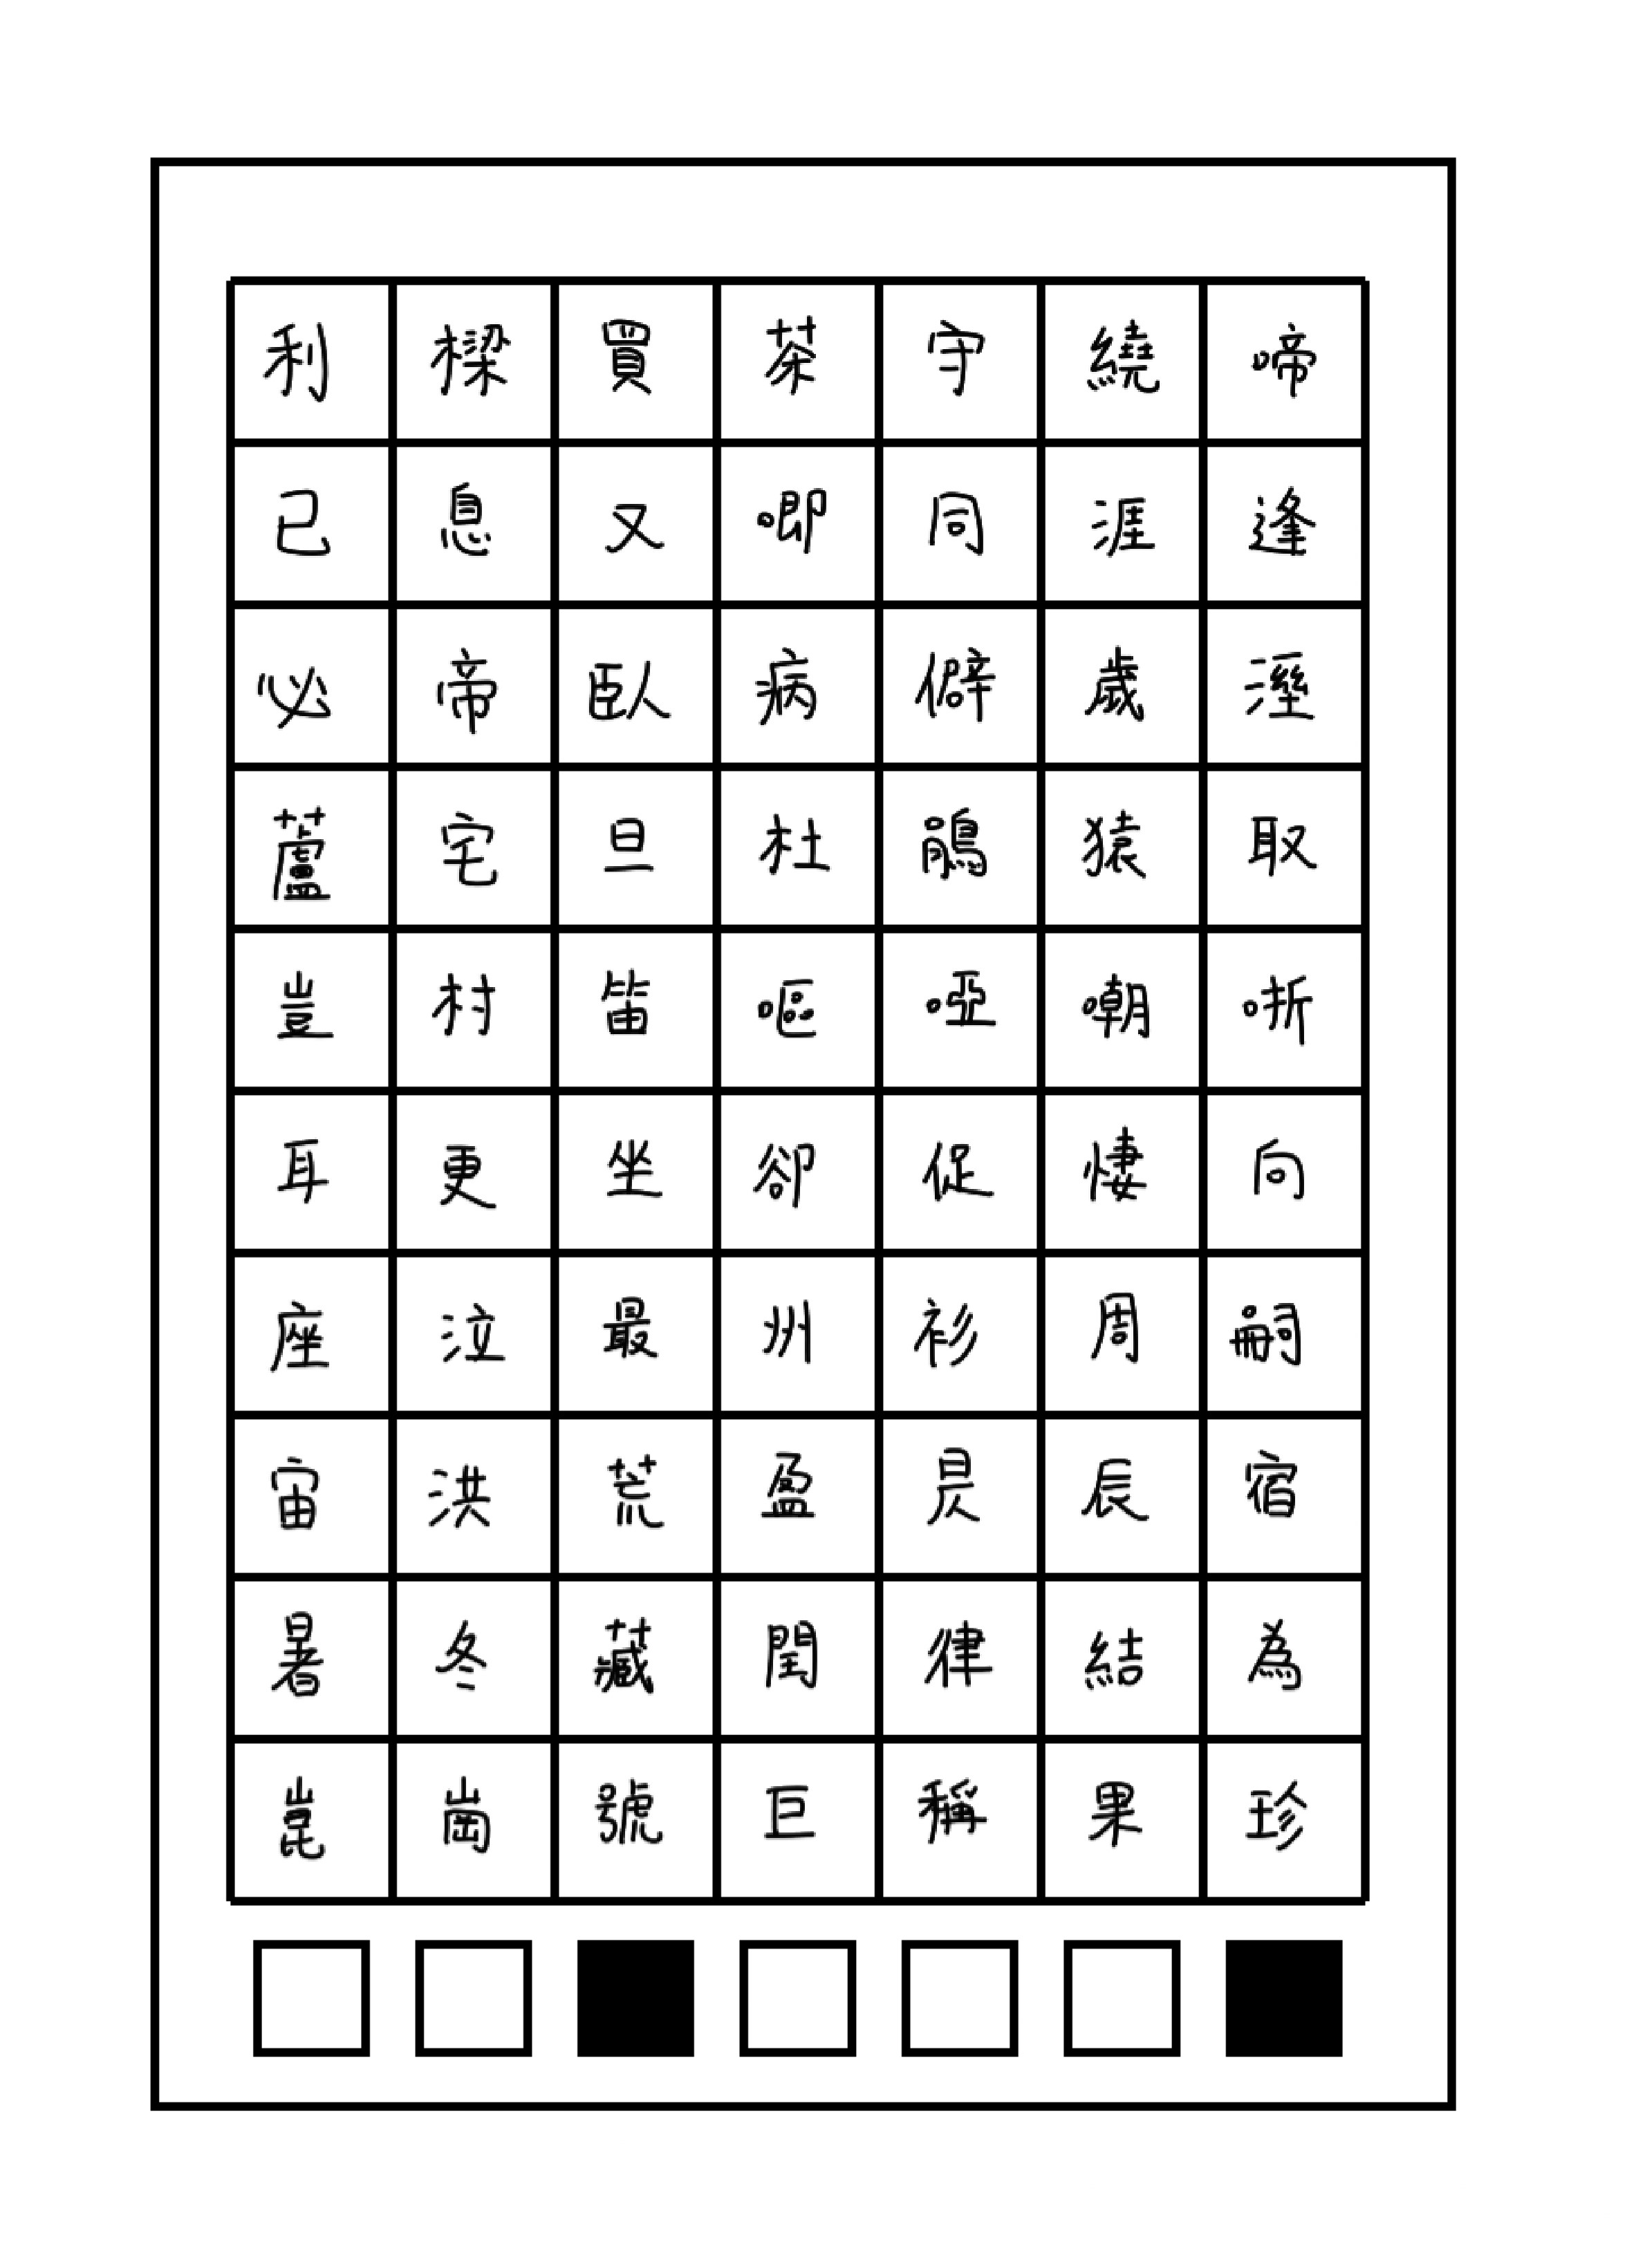 利樑買茶守繞啼
己息又唧同涯逢
必帝臥病僻歲溼
蘆宅旦杜鵑猿取
豈村笛嘔啞嘲哳
耳更坐卻促悽向
座泣最州衫周嗣
宙洪荒盈昃辰宿
暑冬藏閏律結為
崑崗號巨稱果珍